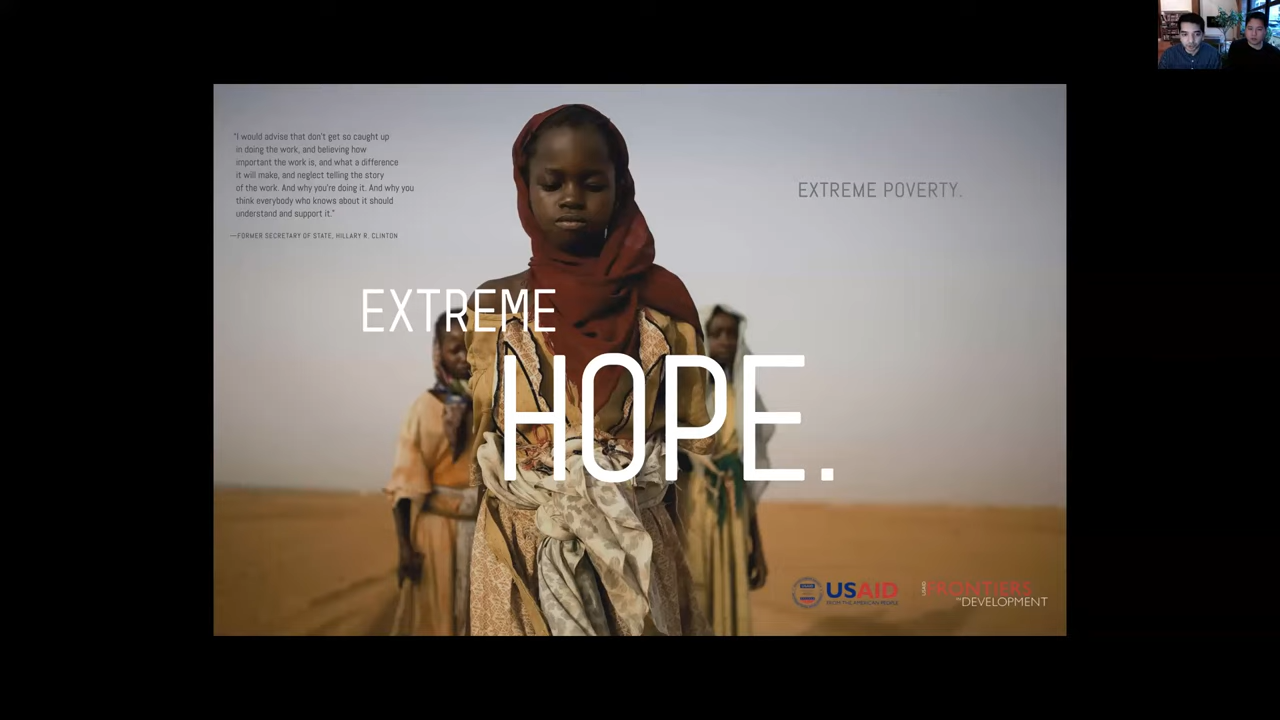 "I would advise that don't get so caught up
in doing the work, and believing how
important the work is, and what a difference
it will make, and neglect telling the story
of the work. And why you're doing it. And why you
think everybody who knows about it should
understand and support it."
—FORMER SECRETARY OF STATE, HILLARY R. CLINTON
EXTREME POVERTY.
EXTREME
HOPE.
USAID
FROM THE AMERICAN PEOPLE
USAID
FRONTIERS
IN DEVELOPMENT